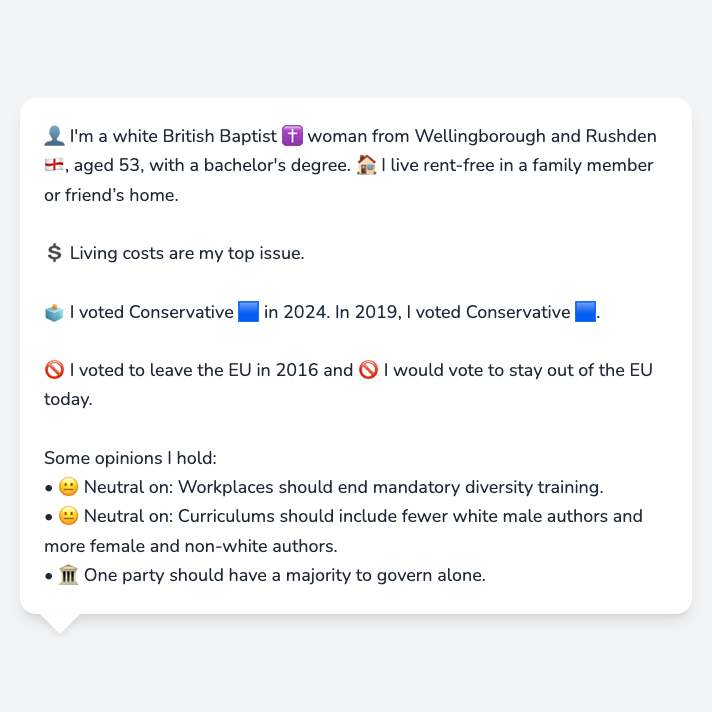 👤 I'm a white British Baptist ✝️ woman from Wellingborough and Rushden
🏴󠁧󠁢󠁥󠁮󠁧󠁿, aged 53, with a bachelor's degree. 🏠 I live rent-free in a family member
or friend’s home.
💲 Living costs are my top issue.
🗳️ I voted Conservative 🟦 in 2024. In 2019, I voted Conservative 🟦.
🚫 I voted to leave the EU in 2016 and 🚫 I would vote to stay out of the EU
today.
Some opinions I hold:
• 😐 Neutral on: Workplaces should end mandatory diversity training.
• 😐 Neutral on: Curriculums should include fewer white male authors and
more female and non-white authors.
• 🏛️ One party should have a majority to govern alone.